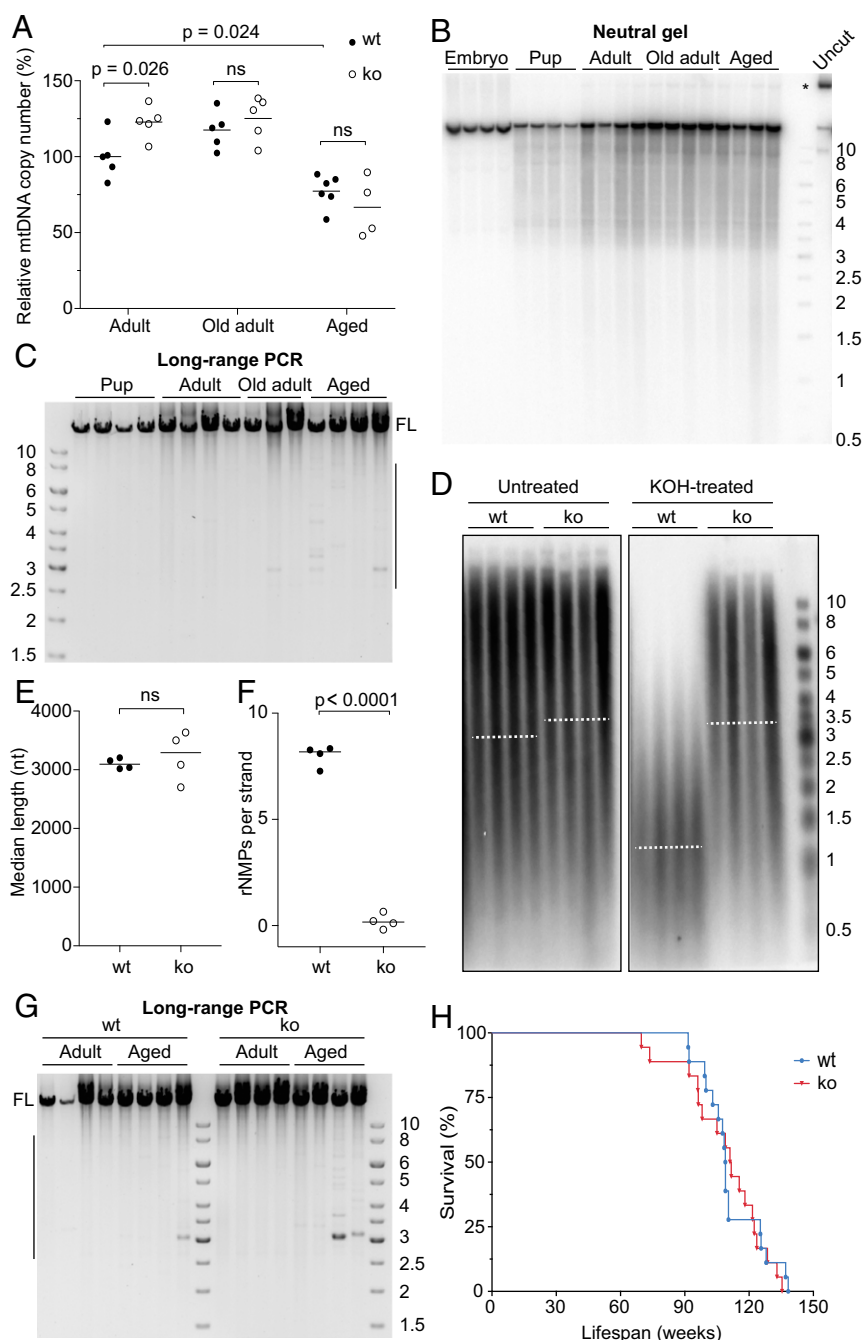 A
p = 0.024
wt
ko
p = 0.026
ns
ns
Relative mtDNA copy number (%)
150
100
50
0
Adult
Old adult
Aged
B
Neutral gel
Embryo
Pup
Adult
Old adult
Aged
Uncut
*
10
8
6
5
4
3
2.5
2
1
0.5
C
Long-range PCR
Pup
Adult
Old adult
Aged
FL
10
8
6
5
4
3
2.5
2
1.5
D
Untreated
KOH-treated
wt
ko
wt
ko
10
8
6
5
4
3.5
3
2.5
2
1.5
1
0.5
E
ns
Median length (nt)
4000
3000
2000
1000
0
wt
ko
F
p< 0.0001
rNMPs per strand
10
5
0
wt
ko
G
Long-range PCR
wt
ko
Adult
Aged
Adult
Aged
FL
10
8
6
5
4
3
2.5
2
1.5
H
Survival (%)
100
75
50
25
0
0
30
60
90
120
150
Lifespan (weeks)
wt
ko